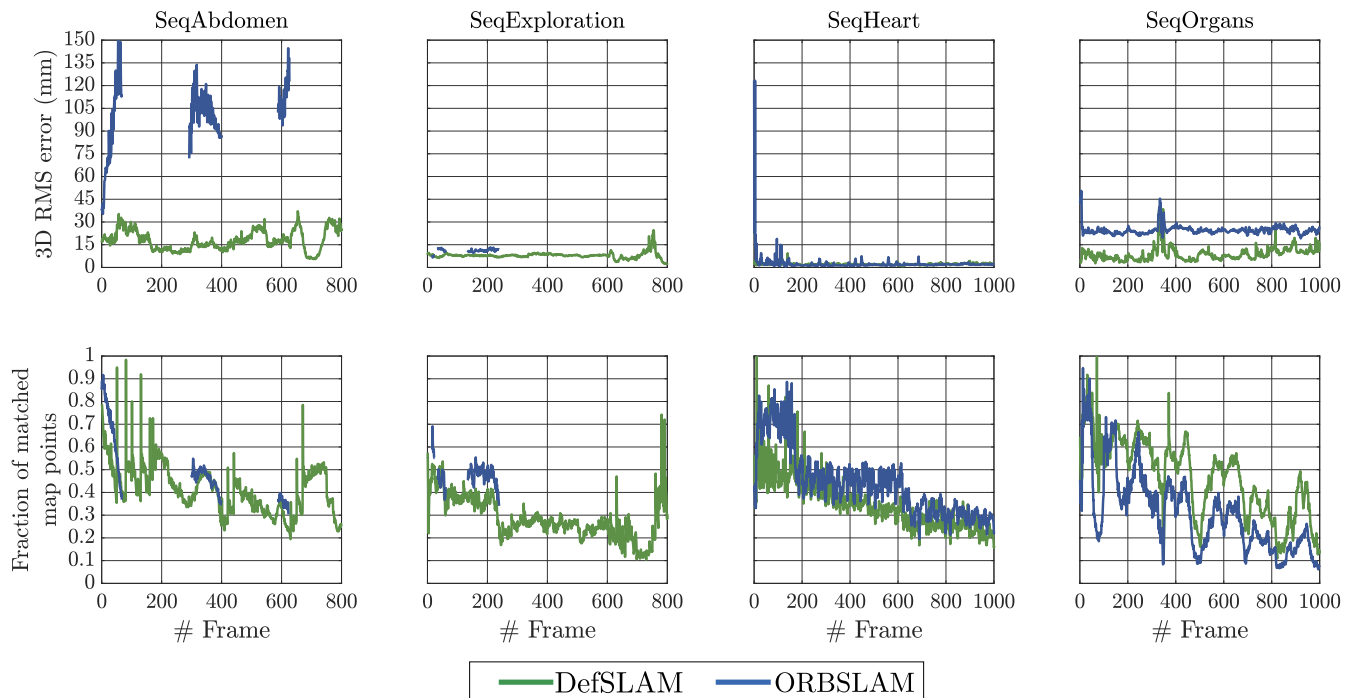 SeqAbdomen SeqExploration SeqHeart SeqOrgans
3D RMS error (mm)
150
135
120
105
90
75
60
45
30
15
0
0 200 400 600 800
0 200 400 600 800
0 200 400 600 800 1000
0 200 400 600 800 1000
Fraction of matched
map points
1
0.9
0.8
0.7
0.6
0.5
0.4
0.3
0.2
0.1
0
0 200 400 600 800
0 200 400 600 800
0 200 400 600 800 1000
0 200 400 600 800 1000
# Frame # Frame # Frame # Frame
DefSLAM ORBSLAM